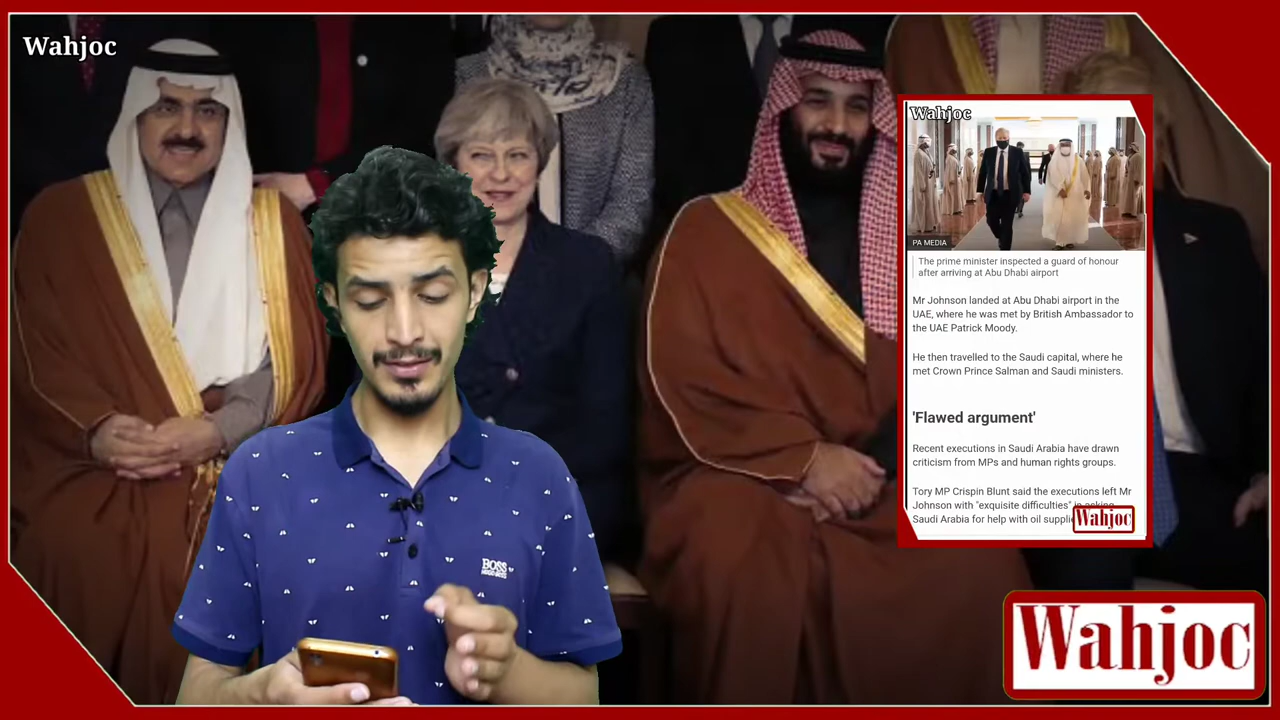 Wahjoc
Wahjoc
PA MEDIA
The prime minister inspected a guard of honour
after arriving at Abu Dhabi airport
Mr Johnson landed at Abu Dhabi airport in the
UAE, where he was met by British Ambassador to
the UAE Patrick Moody.
He then travelled to the Saudi capital, where he
met Crown Prince Salman and Saudi ministers.
'Flawed argument'
Recent executions in Saudi Arabia have drawn
criticism from MPs and human rights groups.
Tory MP Crispin Blunt said the executions left Mr
Johnson with "exquisite difficulties" in asking
Saudi Arabia for help with oil
Wahjoc
BOSS
HUGO BOSS
Wahjoc